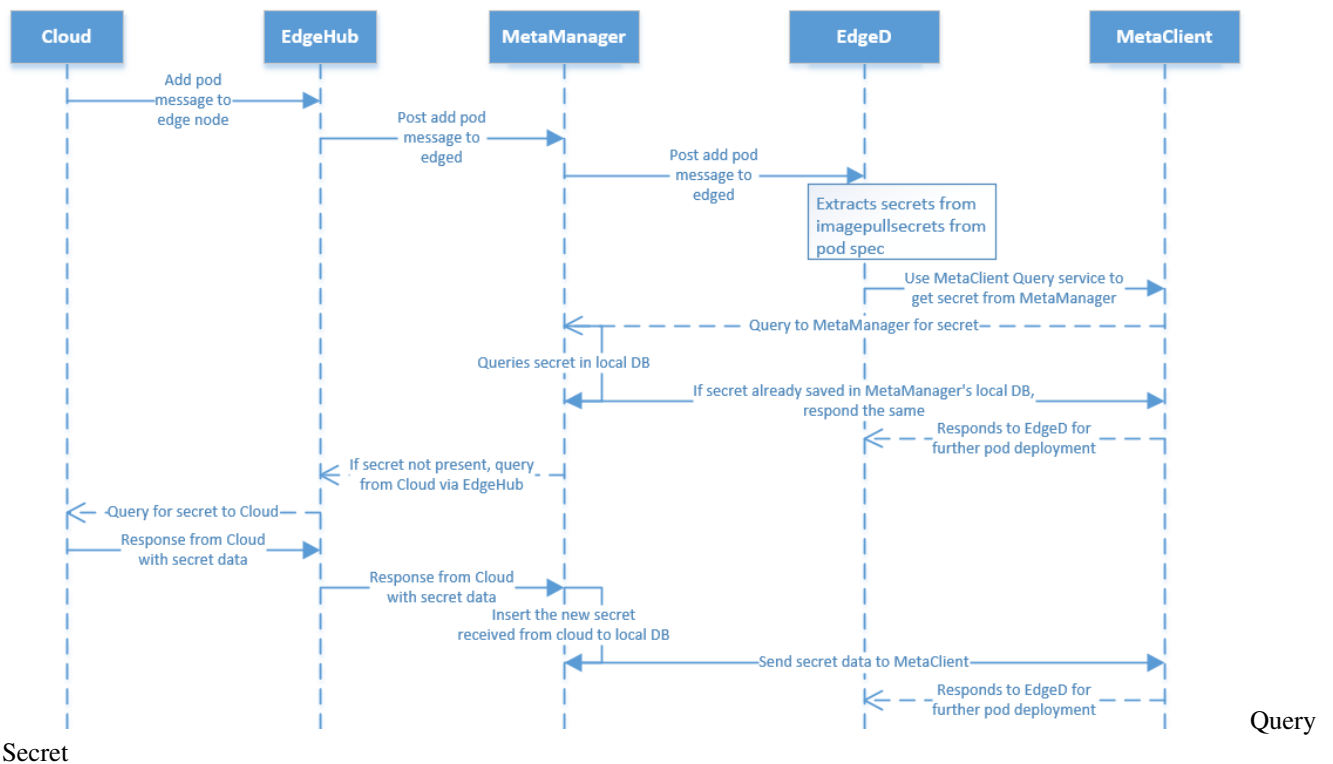 Cloud
EdgeHub
MetaManager
EdgeD
MetaClient
Add pod
message to
edge node
Post add pod
message to
edged
Post add pod
message to
edged
Extracts secrets from
imagepullsecrets from
pod spec
Use MetaClient Query service to
get secret from MetaManager
Query to MetaManager for secret
Queries secret in local DB
If secret already saved in MetaManager's local DB,
respond the same
Responds to EdgeD for
further pod deployment
If secret not present, query
from Cloud via EdgeHub
Query for secret to Cloud
Response from Cloud
with secret data
Response from Cloud
with secret data
Insert the new secret
received from cloud to local DB
Send secret data to MetaClient
Responds to EdgeD for
further pod deployment
Query
Secret